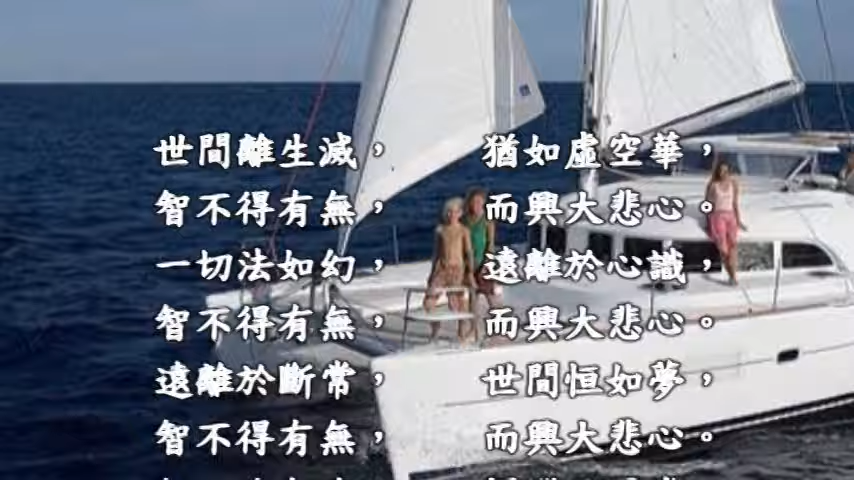 世間離生滅，　　猶如虛空華，
智不得有無，　　而興大悲心。
一切法如幻，　　遠離於心識，
智不得有無，　　而興大悲心。
遠離於斷常，　　世間恒如夢，
智不得有無，　　而興大悲心。